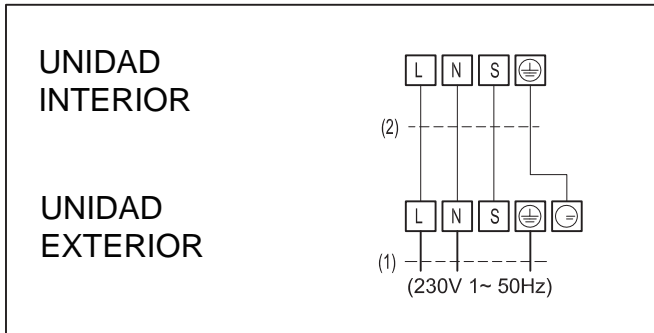 UNIDAD
INTERIOR
L N S
(2)
UNIDAD
EXTERIOR
L N S
(1)
(230V 1~ 50Hz)